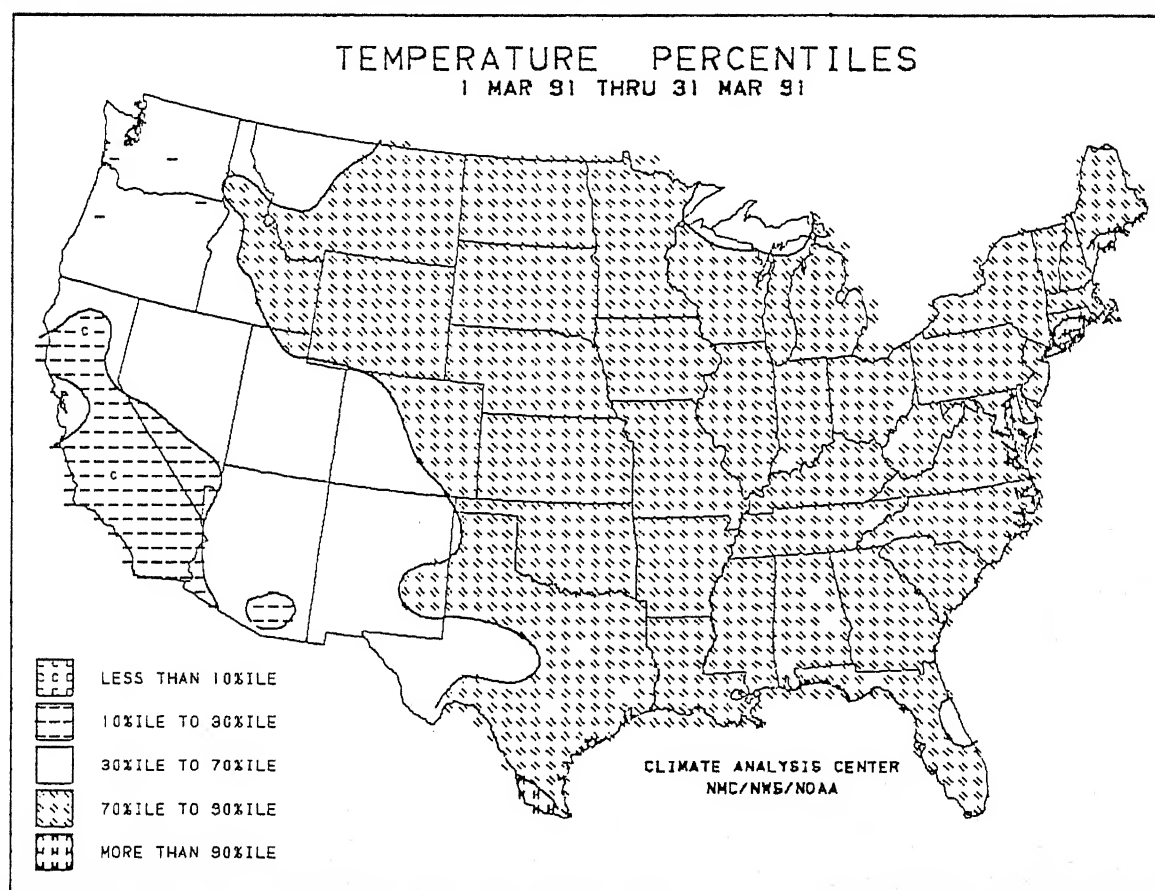 TEMPERATURE PERCENTILES
1 MAR 91 THRU 31 MAR 91
C
C
H H
H H
CLIMATE ANALYSIS CENTER
NMC/NWS/NOAA
C LESS THAN 10%ILE
10%ILE TO 30%ILE
30%ILE TO 70%ILE
70%ILE TO 90%ILE
H H MORE THAN 90%ILE